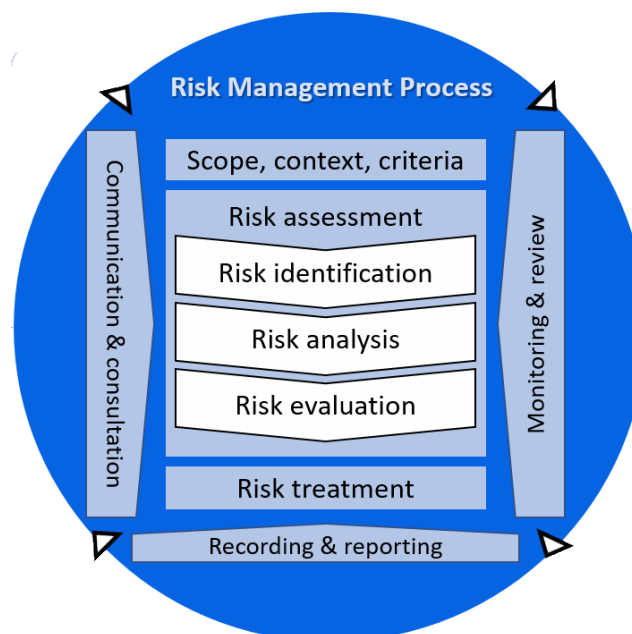 Risk Management Process
Scope, context, criteria
Risk assessment
Risk identification
Risk analysis
Risk evaluation
Risk treatment
Recording & reporting
Communication & consultation
Monitoring & review